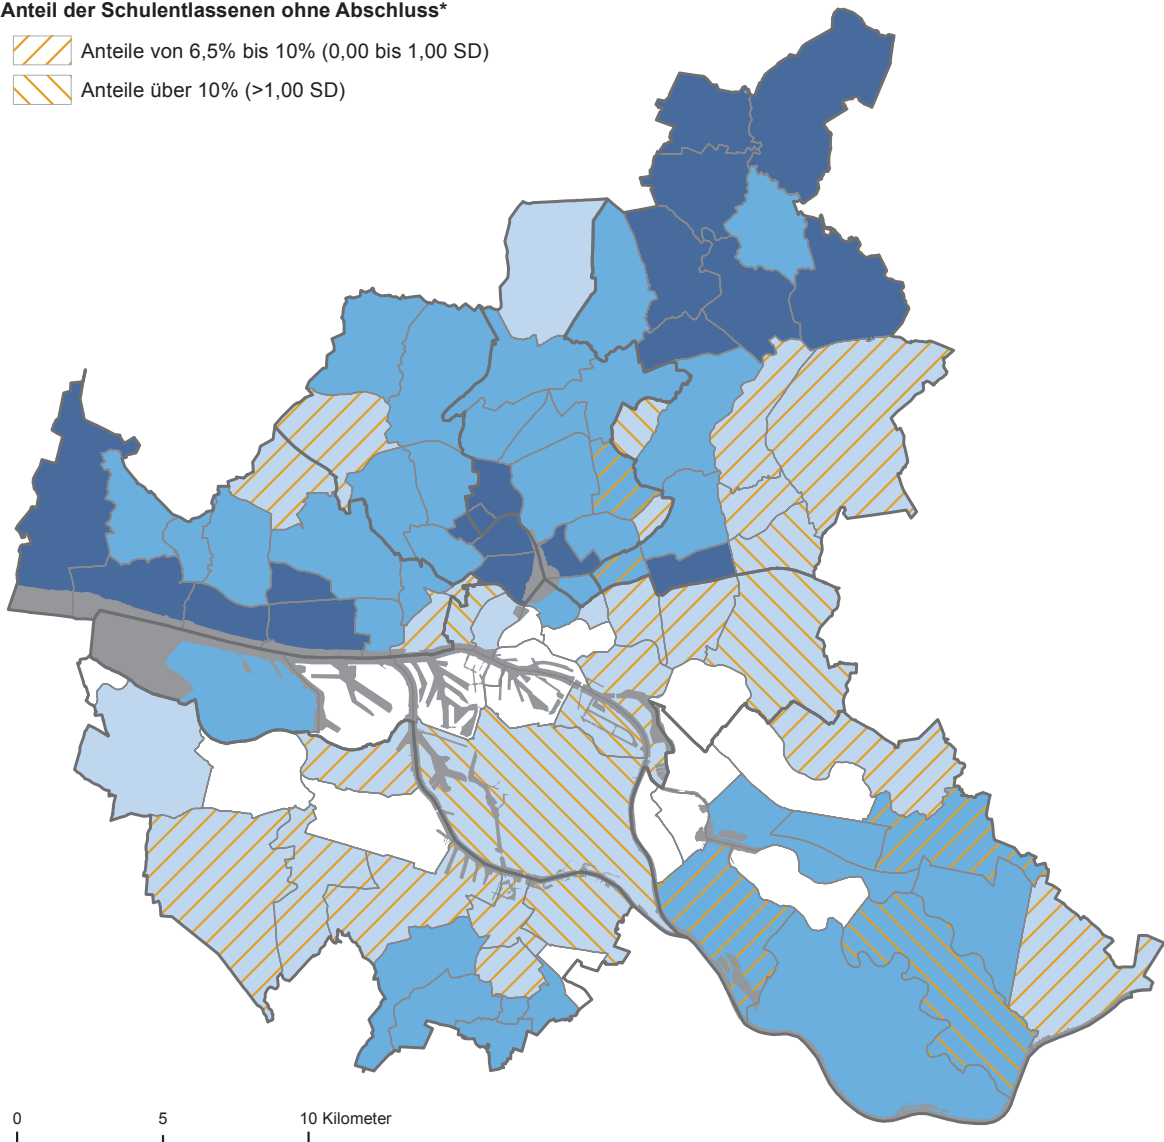 Anteil der Schulentlassenen ohne Abschluss*
Anteile von 6,5% bis 10% (0,00 bis 1,00 SD)
Anteile über 10% (>1,00 SD)
0 5 10 Kilometer